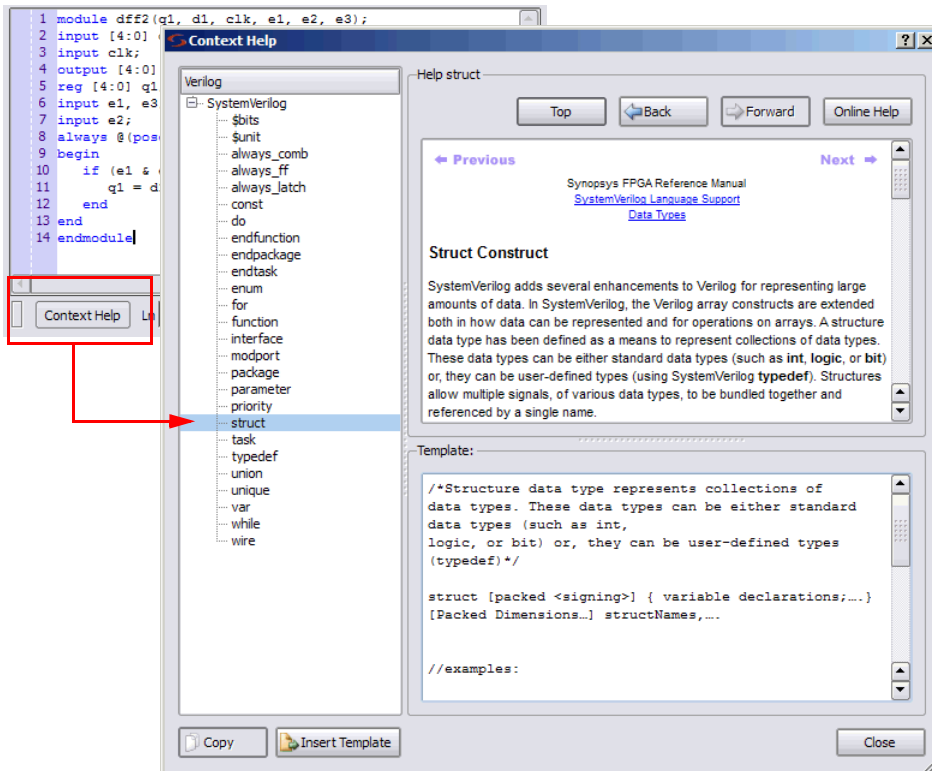 1 module dff2(q1, d1, clk, e1, e2, e3);
2 input [4:0]
3 input clk;
4 output [4:0]
5 reg [4:0] q1
6 input e1, e3
7 input e2;
8 always @(pos
9 begin
10 if (e1 &
11 q1 = d
12 end
13 end
14 endmodule
Context Help
Ln
Context Help
Verilog
SystemVerilog
$bits
$unit
always_comb
always_ff
always_latch
const
do
endfunction
endpackage
endtask
enum
for
function
interface
modport
package
parameter
priority
struct
task
typedef
union
unique
var
while
wire
Help struct
Top
Back
Forward
Online Help
Previous
Next
Synopsys FPGA Reference Manual
SystemVerilog Language Support
Data Types
Struct Construct
SystemVerilog adds several enhancements to Verilog for representing large
amounts of data. In SystemVerilog, the Verilog array constructs are extended
both in how data can be represented and for operations on arrays. A structure
data type has been defined as a means to represent collections of data types.
These data types can be either standard data types (such as int, logic, or bit)
or, they can be user-defined types (using SystemVerilog typedef). Structures
allow multiple signals, of various data types, to be bundled together and
referenced by a single name.
Template:
/*Structure data type represents collections of
data types. These data types can be either standard
data types (such as int,
logic, or bit) or, they can be user-defined types
(typedef)*/
struct [packed <signing>] { variable declarations;….}
[Packed Dimensions…] structNames,….
//examples:
Copy
Insert Template
Close